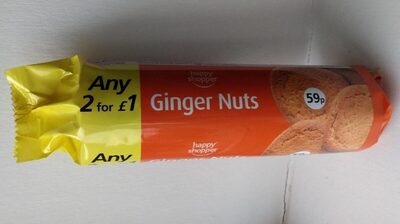 Any
2 for £1
Any
happy
shopper
Ginger Nuts
59p
happy
shopper